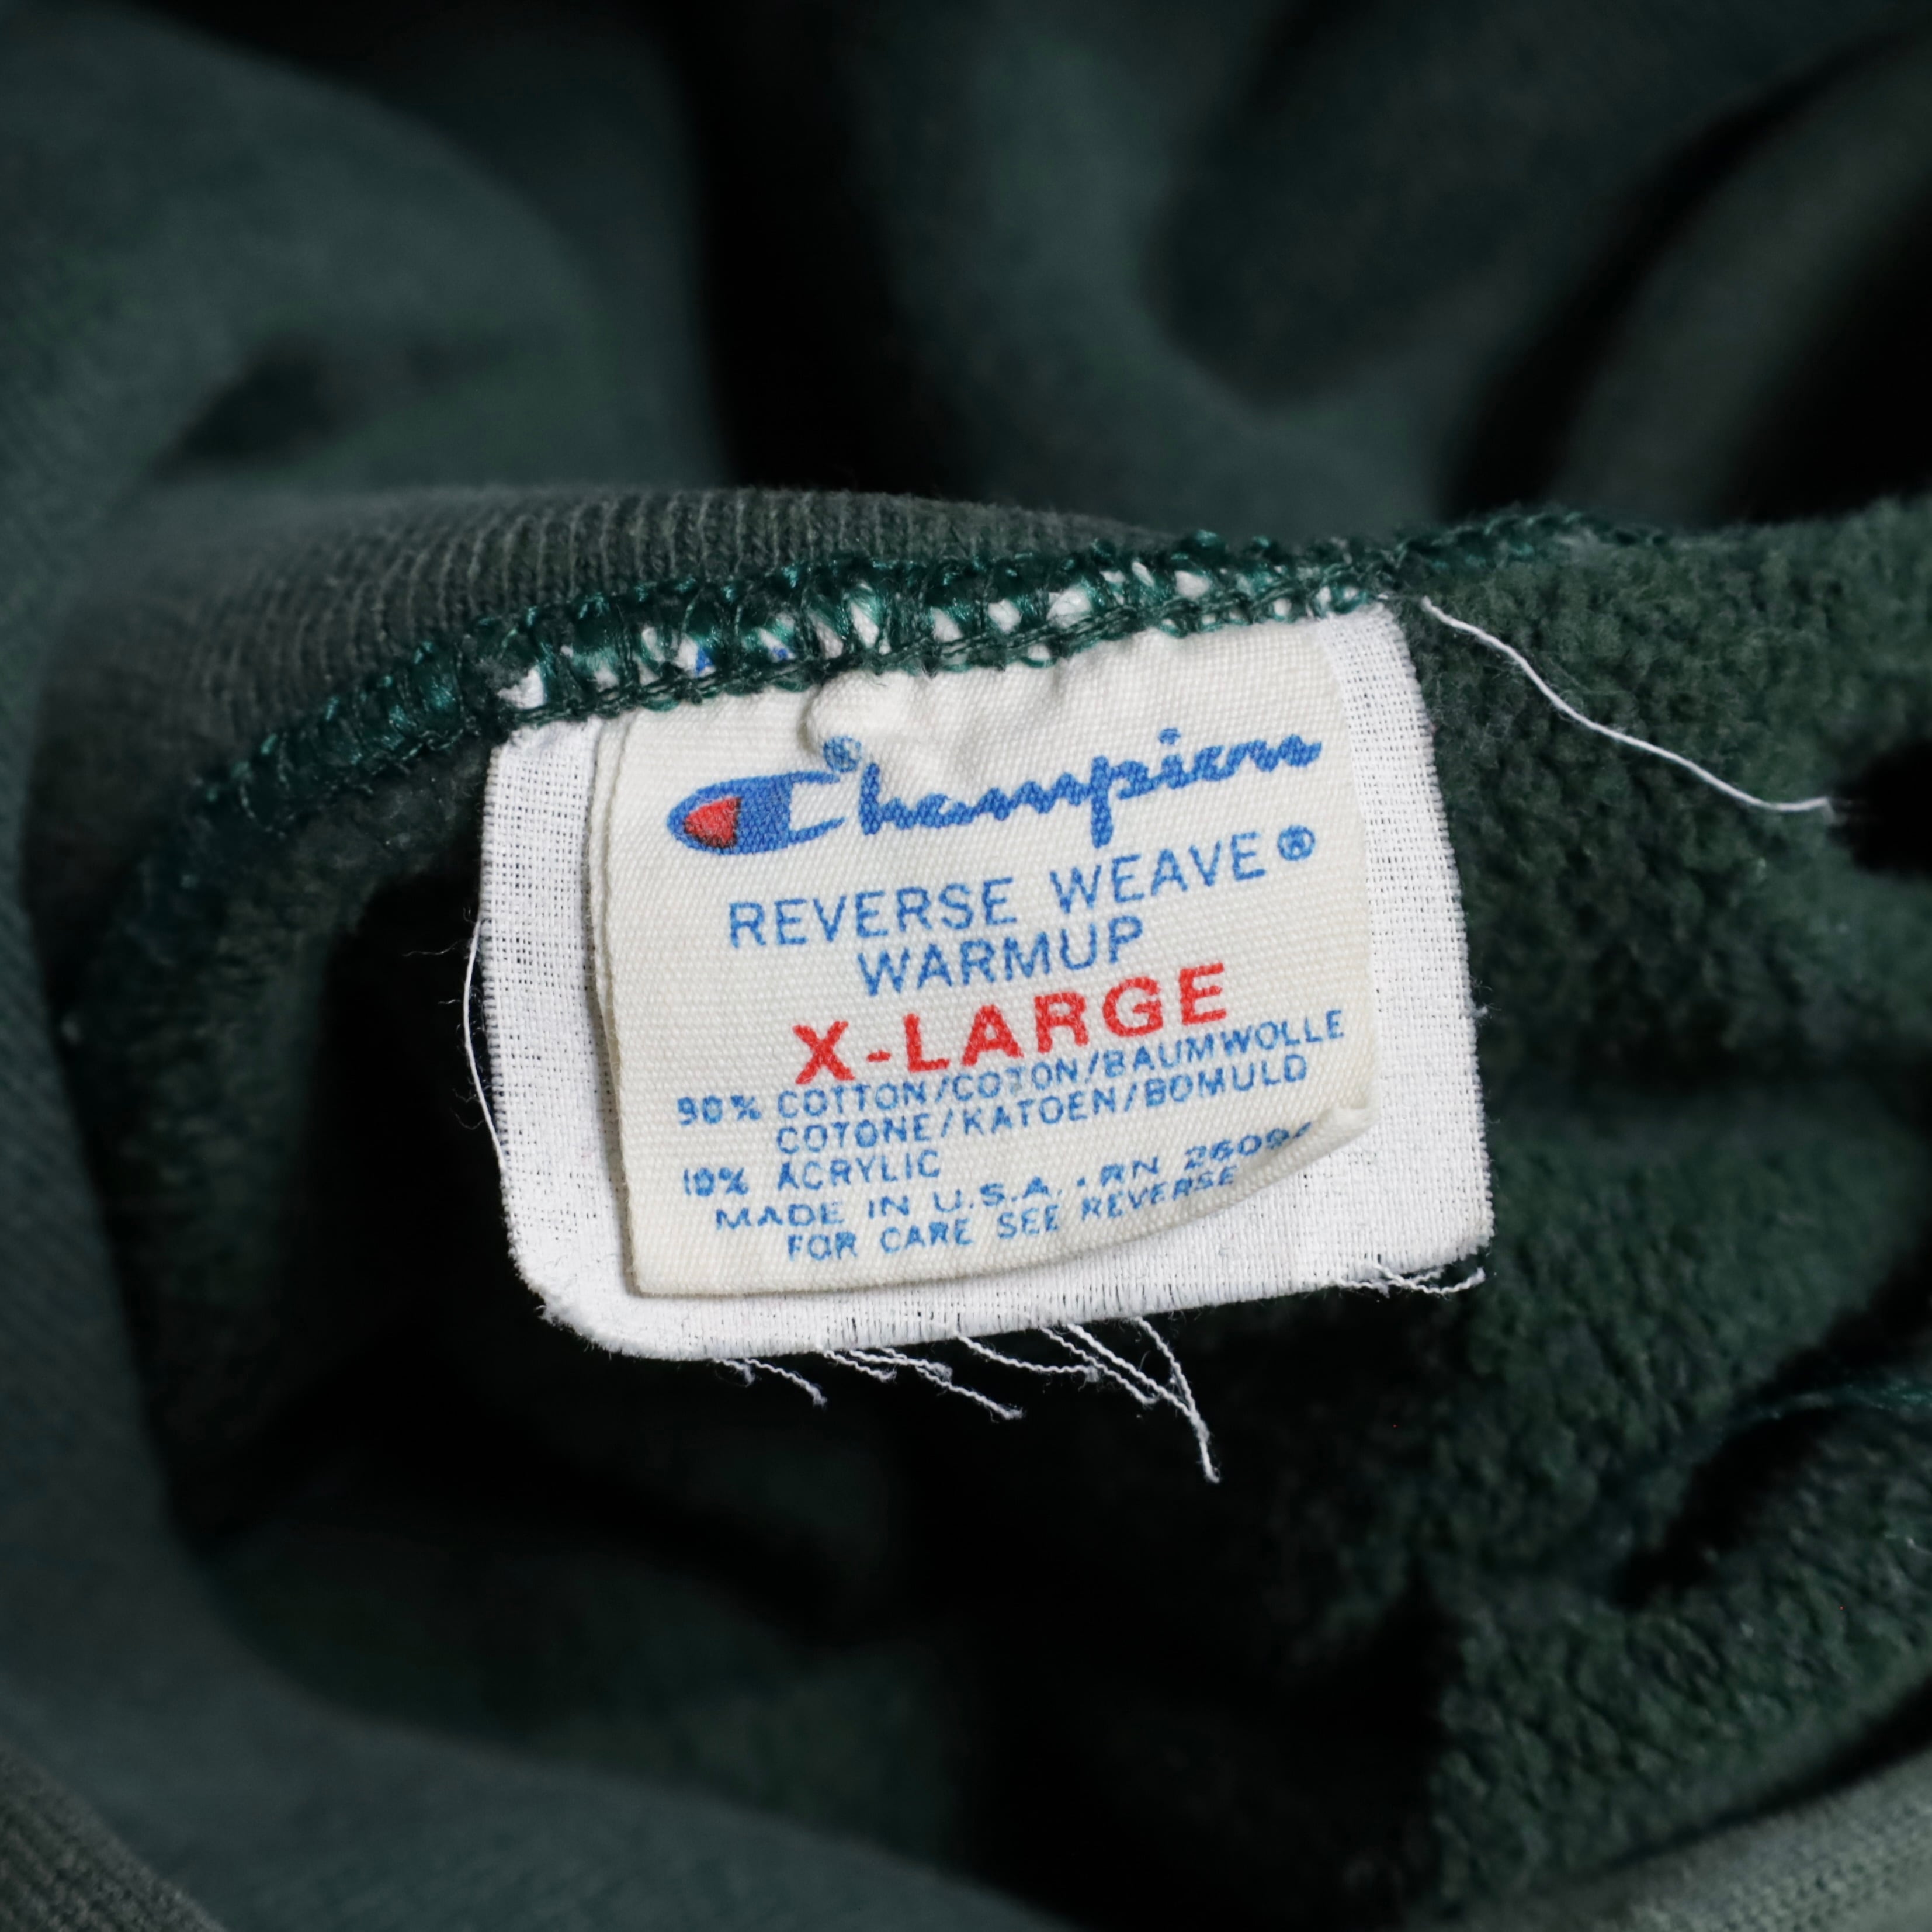 Champion®
REVERSE WEAVE®
WARMUP
X-LARGE
90% COTTON/COTON/BAUMWOLLE
COTONE/KATOEN/BOMULD
10% ACRYLIC
MADE IN U.S.A. . RN
FOR CARE SEE REVERSE